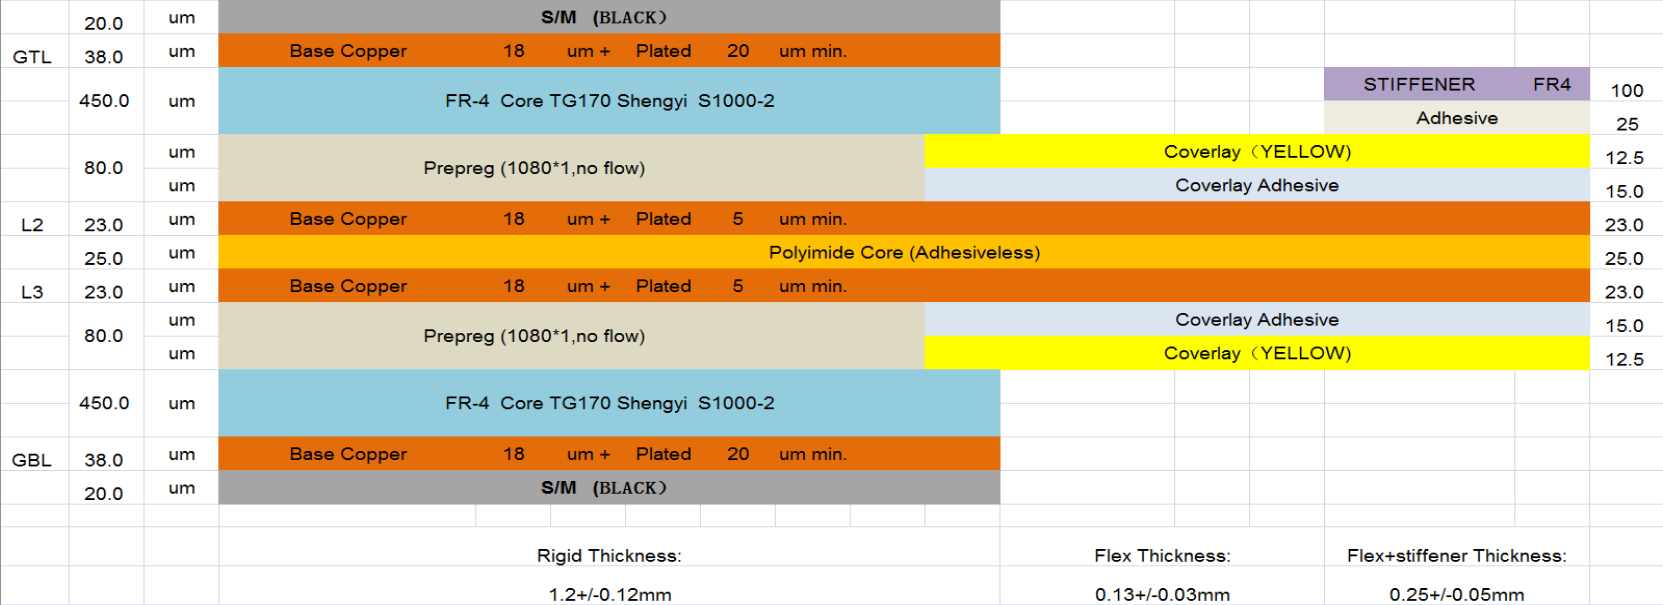 20.0 um S/M (BLACK)
GTL 38.0 um Base Copper 18 um + Plated 20 um min.
450.0 um FR-4 Core TG170 Shengyi S1000-2
STIFFENER FR4 100
Adhesive 25
80.0 um Prepreg (1080*1,no flow) Coverlay（YELLOW) 12.5
um Coverlay Adhesive 15.0
L2 23.0 um Base Copper 18 um + Plated 5 um min. 23.0
25.0 um Polyimide Core (Adhesiveless) 25.0
L3 23.0 um Base Copper 18 um + Plated 5 um min. 23.0
80.0 um Prepreg (1080*1,no flow) Coverlay Adhesive 15.0
um Coverlay（YELLOW) 12.5
450.0 um FR-4 Core TG170 Shengyi S1000-2
GBL 38.0 um Base Copper 18 um + Plated 20 um min.
20.0 um S/M (BLACK)
Rigid Thickness: Flex Thickness: Flex+stiffener Thickness:
1.2+/-0.12mm 0.13+/-0.03mm 0.25+/-0.05mm